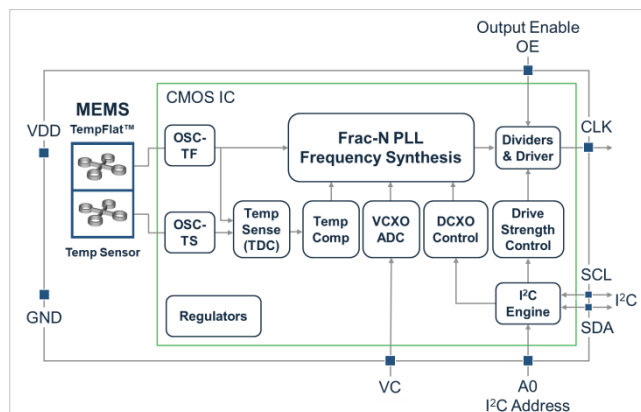 Output Enable
OE
CMOS IC
MEMS
TempFlat™
VDD
OSC-
TF
Frac-N PLL
Frequency Synthesis
Dividers
& Driver
CLK
Temp Sensor
OSC-
TS
Temp
Sense
(TDC)
Temp
Comp
VCXO
ADC
DCXO
Control
Drive
Strength
Control
SCL
I²C
SDA
I²C
Engine
GND
Regulators
VC
A0
I²C Address